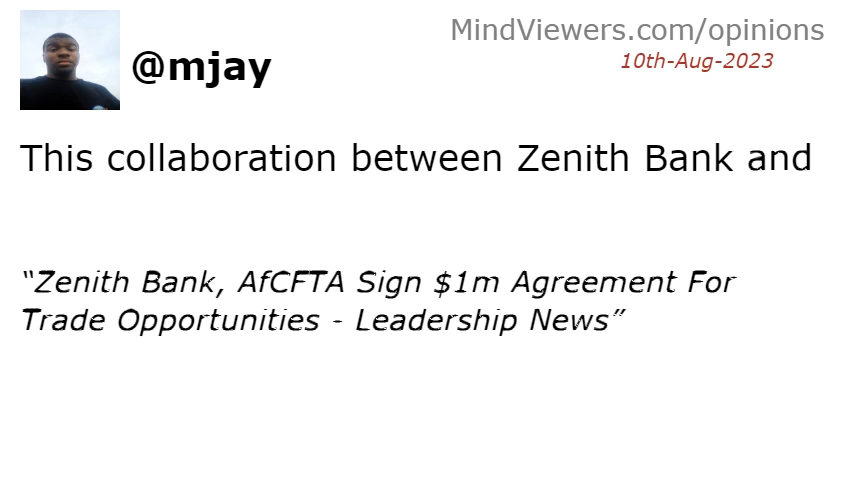 MindViewers.com/opinions
10th-Aug-2023
@mjay
This collaboration between Zenith Bank and
“Zenith Bank, AfCFTA Sign $1m Agreement For
Trade Opportunities - Leadership News”